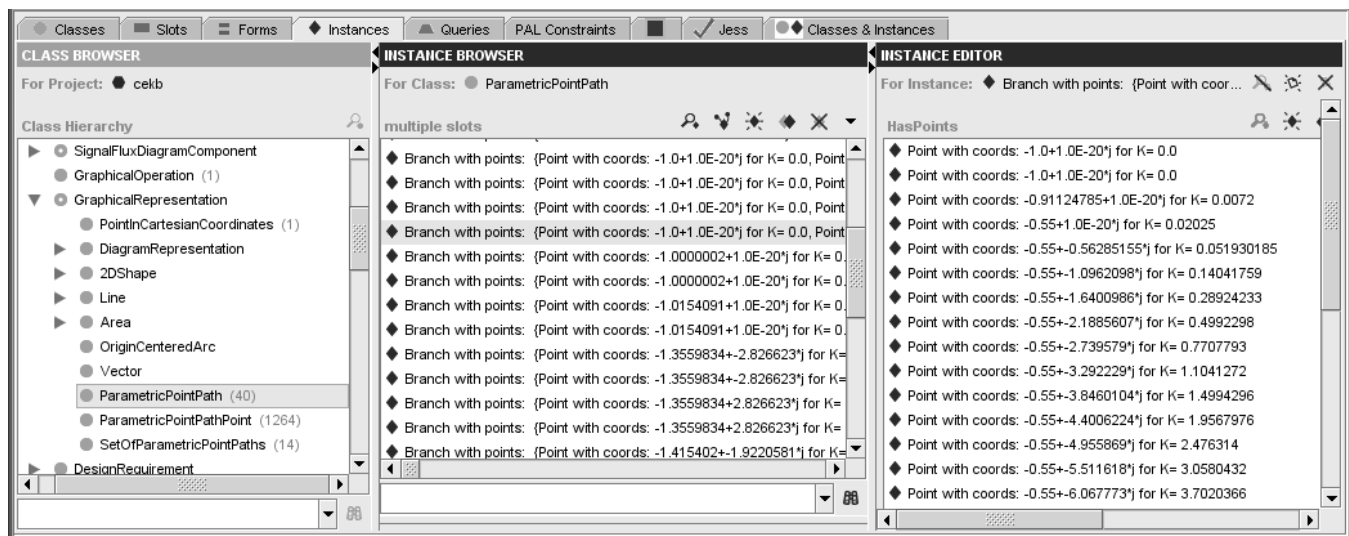 Classes Slots Forms Instances Queries PAL Constraints Jess Classes & Instances
CLASS BROWSER
For Project: cekb
Class Hierarchy
SignalFluxDiagramComponent
GraphicalOperation (1)
GraphicalRepresentation
PointInCartesianCoordinates (1)
DiagramRepresentation
2DShape
Line
Area
OriginCenteredArc
Vector
ParametricPointPath (40)
ParametricPointPathPoint (1264)
SetOfParametricPointPaths (14)
DesignRequirement
INSTANCE BROWSER
For Class: ParametricPointPath
multiple slots
Branch with points: {Point with coords: -1.0+1.0E-20*j for K= 0.0, Point
Branch with points: {Point with coords: -1.0+1.0E-20*j for K= 0.0, Point
Branch with points: {Point with coords: -1.0+1.0E-20*j for K= 0.0, Point
Branch with points: {Point with coords: -1.0+1.0E-20*j for K= 0.0, Point
Branch with points: {Point with coords: -1.0000002+1.0E-20*j for K= 0.
Branch with points: {Point with coords: -1.0000002+1.0E-20*j for K= 0.
Branch with points: {Point with coords: -1.0154091+1.0E-20*j for K= 0.
Branch with points: {Point with coords: -1.0154091+1.0E-20*j for K= 0.
Branch with points: {Point with coords: -1.3559834+-2.826623*j for K=
Branch with points: {Point with coords: -1.3559834+-2.826623*j for K=
Branch with points: {Point with coords: -1.3559834+2.826623*j for K=
Branch with points: {Point with coords: -1.3559834+2.826623*j for K=
Branch with points: {Point with coords: -1.415402+-1.9220581*j for K=
INSTANCE EDITOR
For Instance: Branch with points: {Point with coor...
HasPoints
Point with coords: -1.0+1.0E-20*j for K= 0.0
Point with coords: -1.0+1.0E-20*j for K= 0.0
Point with coords: -0.91124785+1.0E-20*j for K= 0.0072
Point with coords: -0.55+1.0E-20*j for K= 0.02025
Point with coords: -0.55+-0.56285155*j for K= 0.051930185
Point with coords: -0.55+-1.0962098*j for K= 0.14041759
Point with coords: -0.55+-1.6400986*j for K= 0.28924233
Point with coords: -0.55+-2.1885607*j for K= 0.4992298
Point with coords: -0.55+-2.739579*j for K= 0.7707793
Point with coords: -0.55+-3.292229*j for K= 1.1041272
Point with coords: -0.55+-3.8460104*j for K= 1.4994296
Point with coords: -0.55+-4.4006224*j for K= 1.9567976
Point with coords: -0.55+-4.955869*j for K= 2.476314
Point with coords: -0.55+-5.511618*j for K= 3.0580432
Point with coords: -0.55+-6.067773*j for K= 3.7020366